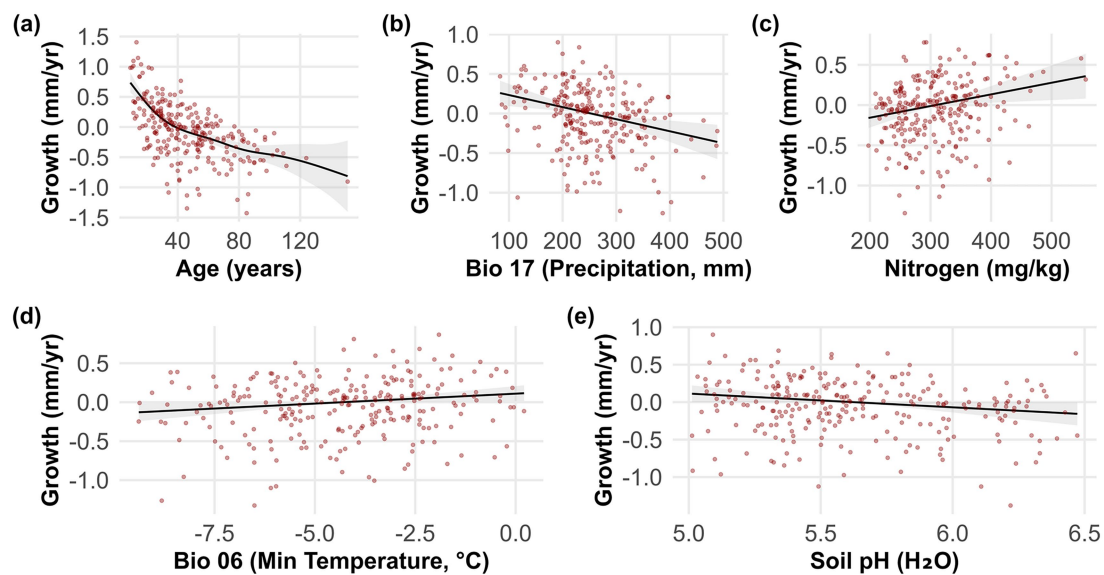 (a)
Growth (mm/yr)
1.5
1.0
0.5
0.0
-0.5
-1.0
-1.5
40 80 120
Age (years)
(b)
Growth (mm/yr)
1.0
0.5
0.0
-0.5
-1.0
100 200 300 400 500
Bio 17 (Precipitation, mm)
(c)
Growth (mm/yr)
0.5
0.0
-0.5
-1.0
200 300 400 500
Nitrogen (mg/kg)
(d)
Growth (mm/yr)
0.5
0.0
-0.5
-1.0
-7.5 -5.0 -2.5 0.0
Bio 06 (Min Temperature, °C)
(e)
Growth (mm/yr)
1.0
0.5
0.0
-0.5
-1.0
5.0 5.5 6.0 6.5
Soil pH (H₂O)